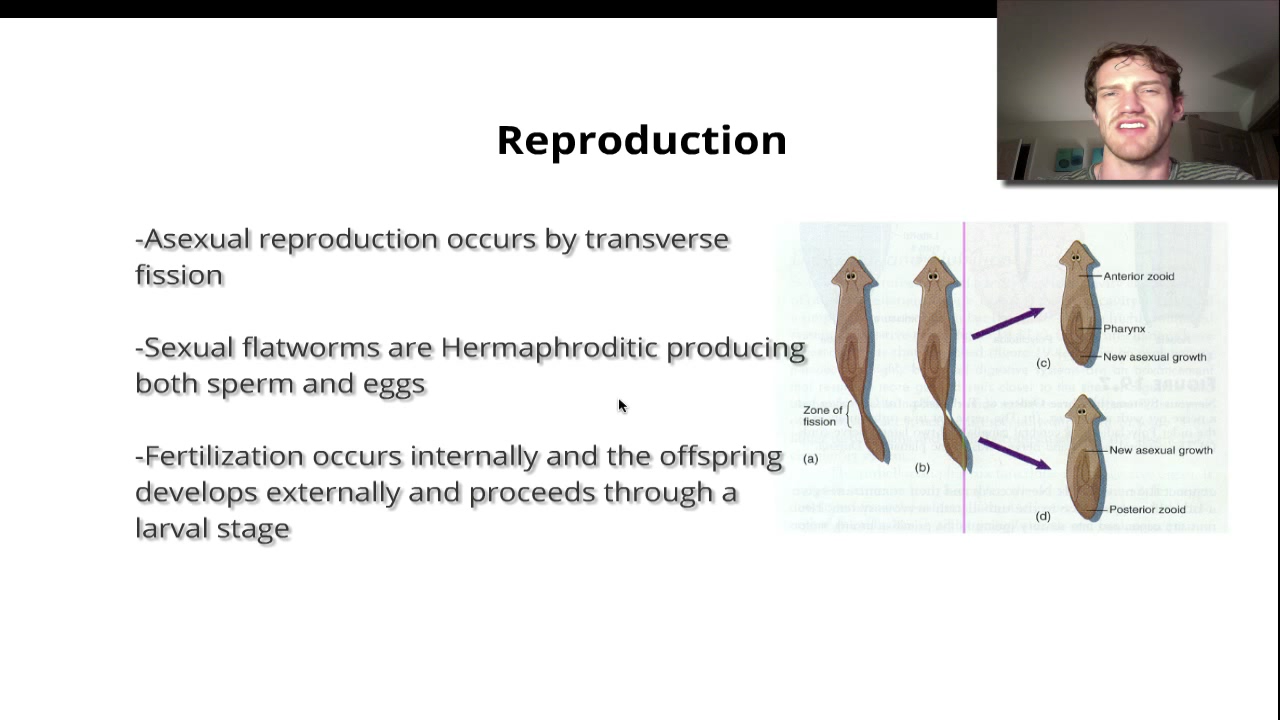 Reproduction
-Asexual reproduction occurs by transverse
fission
-Sexual flatworms are Hermaphroditic producing
both sperm and eggs
-Fertilization occurs internally and the offspring
develops externally and proceeds through a
larval stage
Zone of
fission
(a)
(b)
Anterior zooid
Pharynx
New asexual growth
(c)
New asexual growth
Posterior zooid
(d)